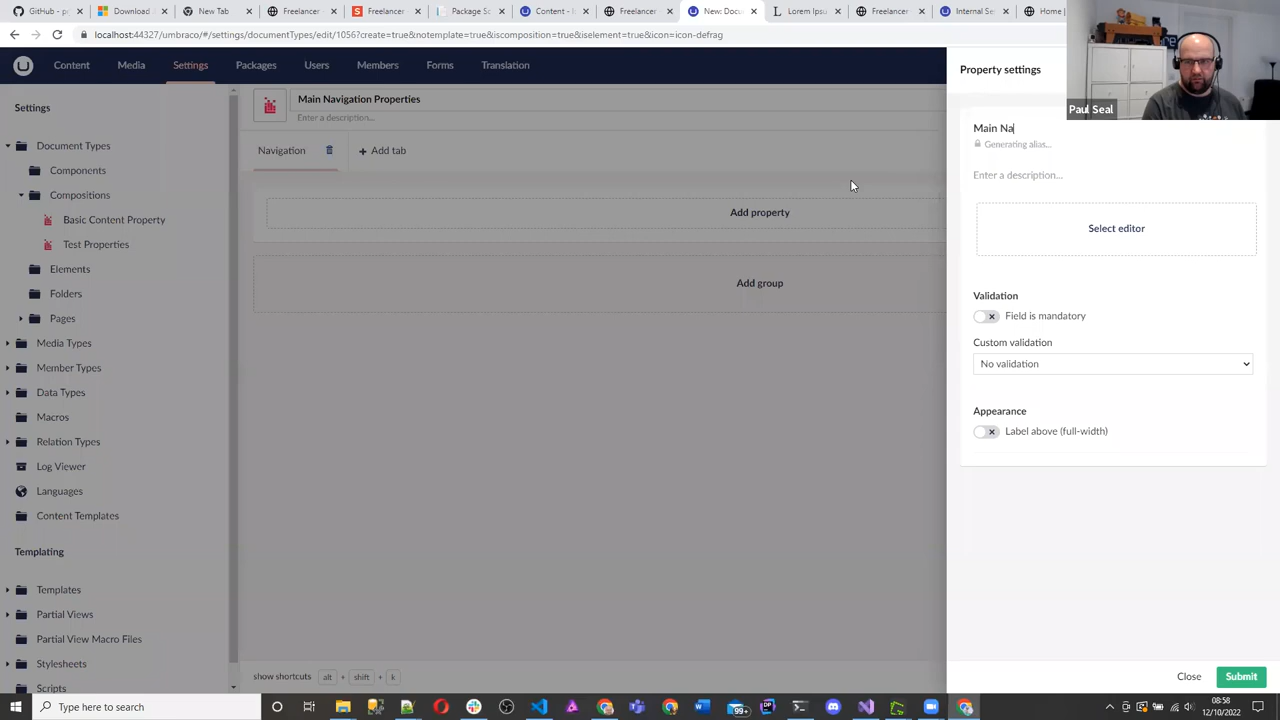 GitHub - p
Microsoft D
New Tab
Content - E
Freelancer
Freelancer
Package Sc
Content - H
Freelancer
New: Docu
Lorem Ipsu
Freelancer
Internal Se
Home
localhost:44327/umbraco/#/settings/documentTypes/edit/1056?create=true&notemplate=true&iscomposition=true&iselement=true&icon=icon-defrag
Content
Media
Settings
Packages
Users
Members
Forms
Translation
Property settings
Paul Seal
Settings
Main Navigation Properties
Enter a description...
Main Na
Generating alias...
Document Types
Navigation
Add tab
Components
Enter a description...
Compositions
Basic Content Property
Add property
Select editor
Test Properties
Elements
Add group
Folders
Validation
Pages
Field is mandatory
Media Types
Custom validation
Member Types
No validation
Data Types
Macros
Appearance
Relation Types
Label above (full-width)
Log Viewer
Languages
Content Templates
Templating
Templates
Partial Views
Partial View Macro Files
Stylesheets
show shortcuts alt + shift + k
Close
Submit
Scripts
Type here to search
99+
08:58
12/10/2022